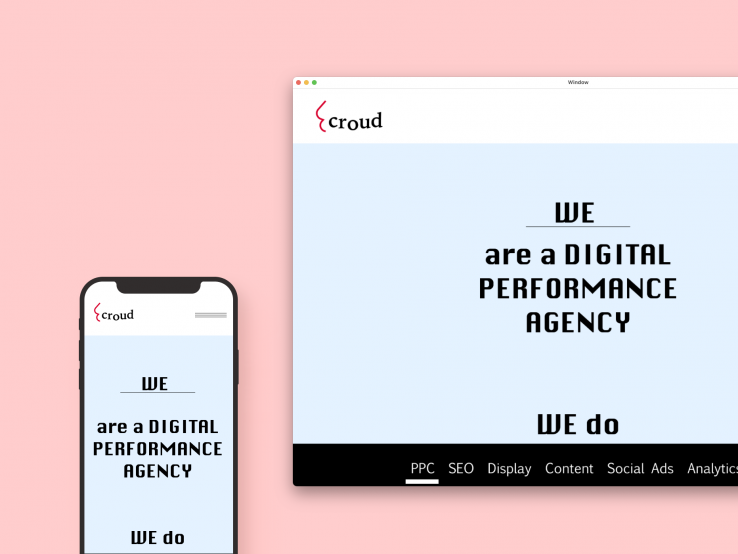 Window
croud
WE
are a DIGITAL
PERFORMANCE
AGENCY
WE do
PPC SEO Display Content Social Ads Analytics
croud
WE
are a DIGITAL
PERFORMANCE
AGENCY
WE do